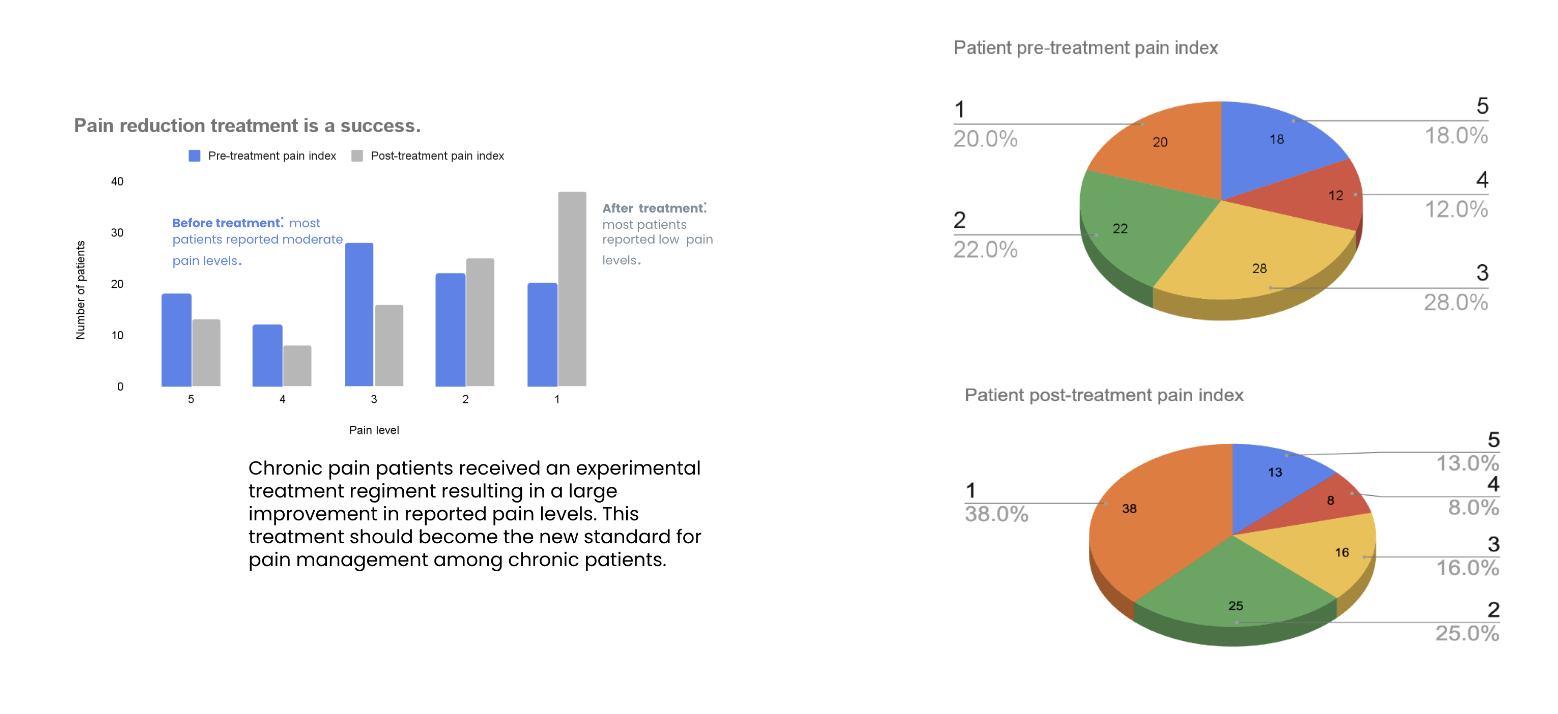 Pain reduction treatment is a success.
Pre-treatment pain index
Post-treatment pain index
40
30
20
10
0
Number of patients
Before treatment: most
patients reported moderate
pain levels.
After treatment:
most patients
reported low pain
levels.
5
4
3
2
1
Pain level
Chronic pain patients received an experimental
treatment regiment resulting in a large
improvement in reported pain levels. This
treatment should become the new standard for
pain management among chronic patients.
Patient pre-treatment pain index
1
20.0%
2
22.0%
20
18
12
22
28
5
18.0%
4
12.0%
3
28.0%
Patient post-treatment pain index
1
38.0%
13
8
38
16
25
5
13.0%
4
8.0%
3
16.0%
2
25.0%